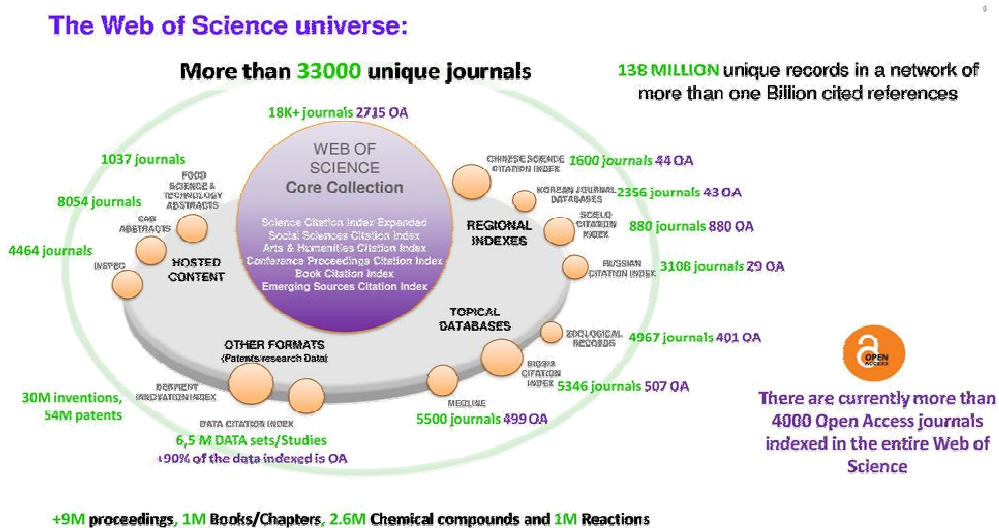 9
The Web of Science universe:
More than 33000 unique journals
138 MILLION unique records in a network of
more than one Billion cited references
18K+ journals 2715 OA
WEB OF
SCIENCE
Core Collection
Science Citation Index Expanded
Social Sciences Citation Index
Arts & Humanities Citation Index
Conference Proceedings Citation Index
Book Citation Index
Emerging Sources Citation Index
1037 journals
FOOD
SCIENCE &
TECHNOLOGY
ABSTRACTS
8054 journals
CAB
ABSTRACTS
4464 journals
INSPEC
HOSTED
CONTENT
CHINESE SCIENCE
CITATION INDEX
1600 journals 44 OA
KOREAN JOURNAL
DATABASES
2356 journals 43 OA
REGIONAL
INDEXES
SCIELO
CITATION
INDEX
880 journals 880 OA
RUSSIAN
CITATION INDEX
3108 journals 29 OA
TOPICAL
DATABASES
ZOOLOGICAL
RECORDS
4967 journals 401 OA
BIOSIS
CITATION
INDEX
5346 journals 507 OA
MEDLINE
5500 journals 499 OA
OTHER FORMATS
(Patents/research Data)
DERWENT
INNOVATION INDEX
30M inventions,
54M patents
DATA CITATION INDEX
6,5 M DATA sets/Studies
+90% of the data indexed is OA
OPEN
ACCESS
There are currently more than
4000 Open Access journals
indexed in the entire Web of
Science
+9M proceedings, 1M Books/Chapters, 2.6M Chemical compounds and 1M Reactions